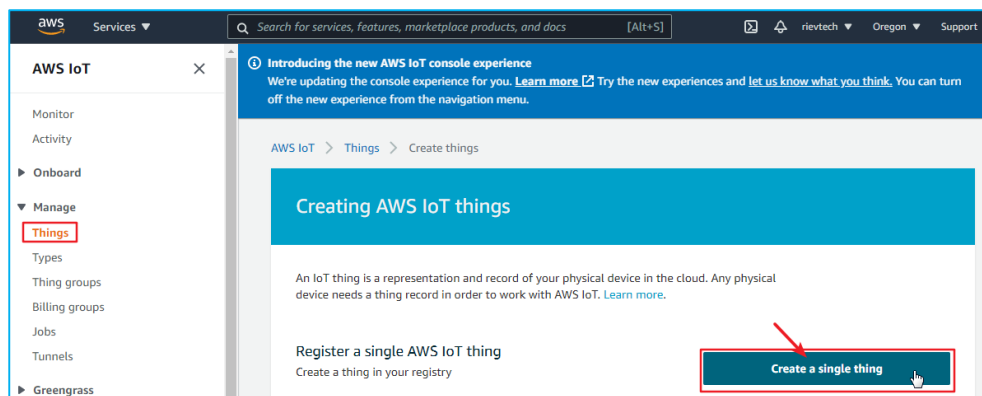 aws
Services ▼
Search for services, features, marketplace products, and docs
[Alt+S]
rievtech ▼
Oregon ▼
Support
AWS IoT
Monitor
Activity
Onboard
Manage
Things
Types
Thing groups
Billing groups
Jobs
Tunnels
Greengrass
Introducing the new AWS IoT console experience
We're updating the console experience for you. Learn more Try the new experiences and let us know what you think. You can turn
off the new experience from the navigation menu.
AWS IoT > Things > Create things
Creating AWS IoT things
An IoT thing is a representation and record of your physical device in the cloud. Any physical
device needs a thing record in order to work with AWS IoT. Learn more.
Register a single AWS IoT thing
Create a thing in your registry
Create a single thing